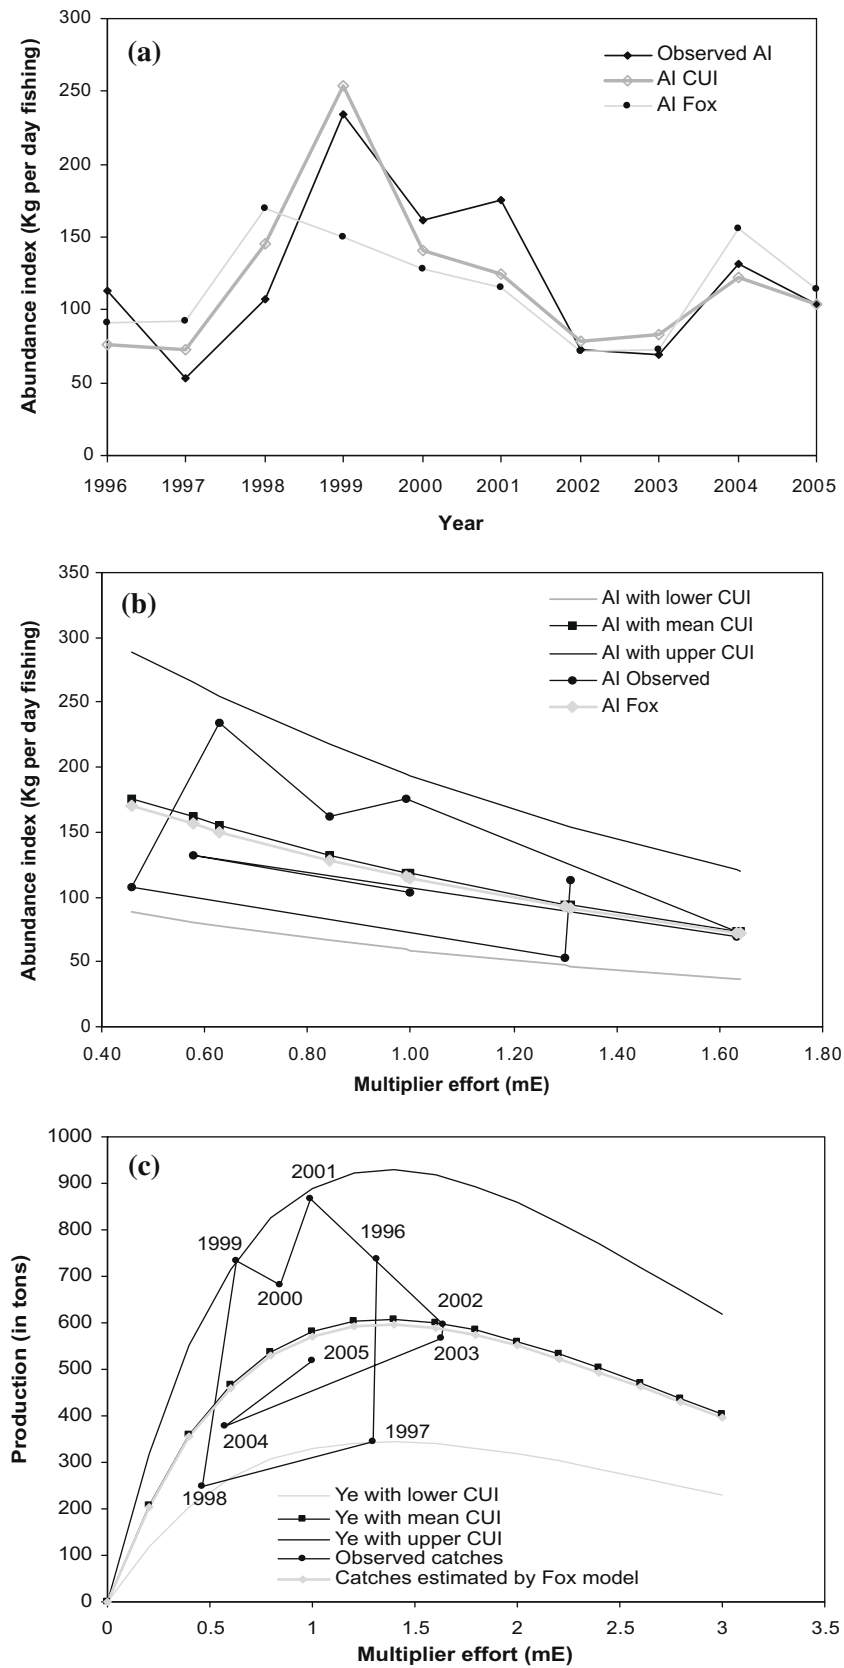 300
(a)
Observed AI
AI CUI
AI Fox
250
200
150
100
50
0
Abundance index (Kg per day fishing)
1996 1997 1998 1999 2000 2001 2002 2003 2004 2005
Year
350
(b)
AI with lower CUI
AI with mean CUI
AI with upper CUI
AI Observed
AI Fox
300
250
200
150
100
50
0
Abundance index (Kg per day fishing)
0.40 0.60 0.80 1.00 1.20 1.40 1.60 1.80
Multiplier effort (mE)
1000
(c)
900
800
700
600
500
400
300
200
100
0
Production (in tons)
2001
1999
1996
2000
2002
2005
2003
2004
1997
1998
Ye with lower CUI
Ye with mean CUI
Ye with upper CUI
Observed catches
Catches estimated by Fox model
0 0.5 1 1.5 2 2.5 3 3.5
Multiplier effort (mE)